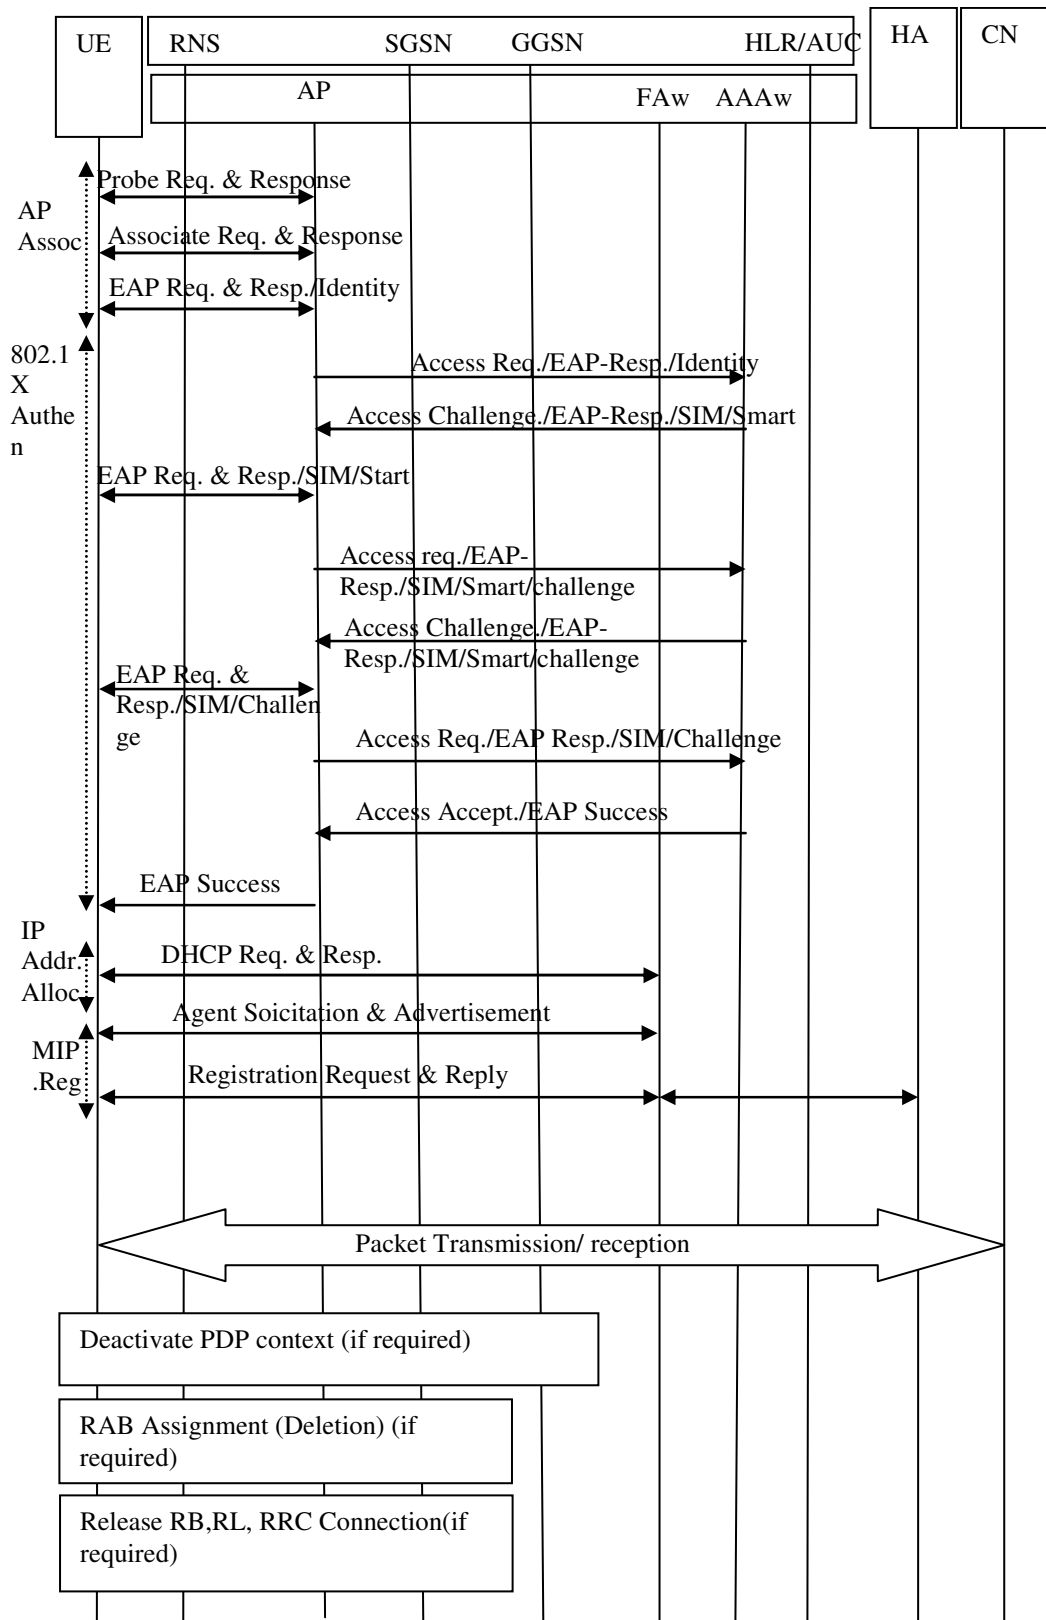 UE
RNS
SGSN
GGSN
HLR/AUC
HA
CN
AP
FAw
AAAw
Probe Req. & Response
AP
Assoc
Associate Req. & Response
EAP Req. & Resp./Identity
802.1
X
Authe
n
Access Req./EAP-Resp./Identity
Access Challenge./EAP-Resp./SIM/Smart
EAP Req. & Resp./SIM/Start
Access req./EAP-
Resp./SIM/Smart/challenge
Access Challenge./EAP-
Resp./SIM/Smart/challenge
EAP Req. &
Resp./SIM/Challen
ge
Access Req./EAP Resp./SIM/Challenge
Access Accept./EAP Success
EAP Success
IP
Addr.
Alloc
DHCP Req. & Resp.
Agent Soicitation & Advertisement
MIP
.Reg
Registration Request & Reply
Packet Transmission/ reception
Deactivate PDP context (if required)
RAB Assignment (Deletion) (if
required)
Release RB,RL, RRC Connection(if
required)